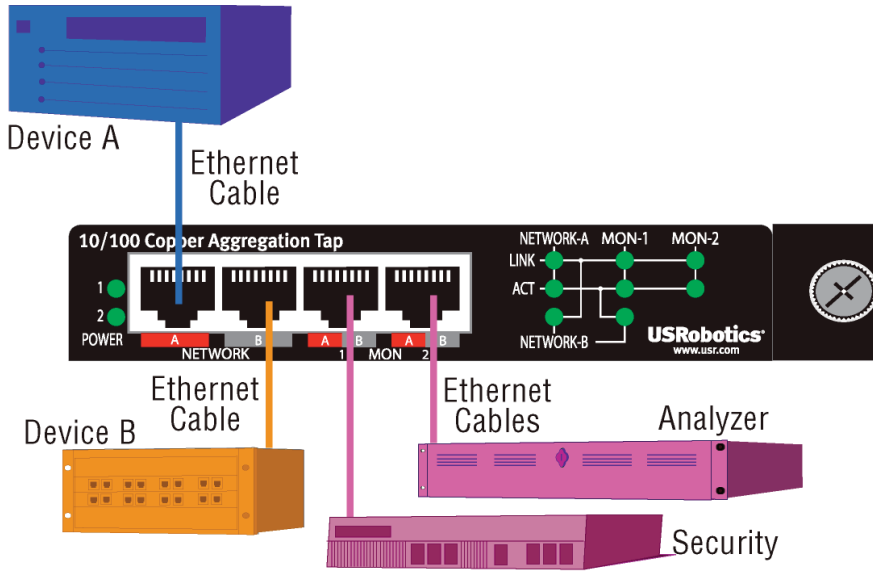 Device A
Ethernet
Cable
10/100 Copper Aggregation Tap
NETWORK-A MON-1 MON-2
LINK
1
ACT
2
POWER
A B A B A B
NETWORK 1 MON 2
NETWORK-B
USRobotics
www.usr.com
Ethernet
Cable
Ethernet
Cables
Device B
Analyzer
Security